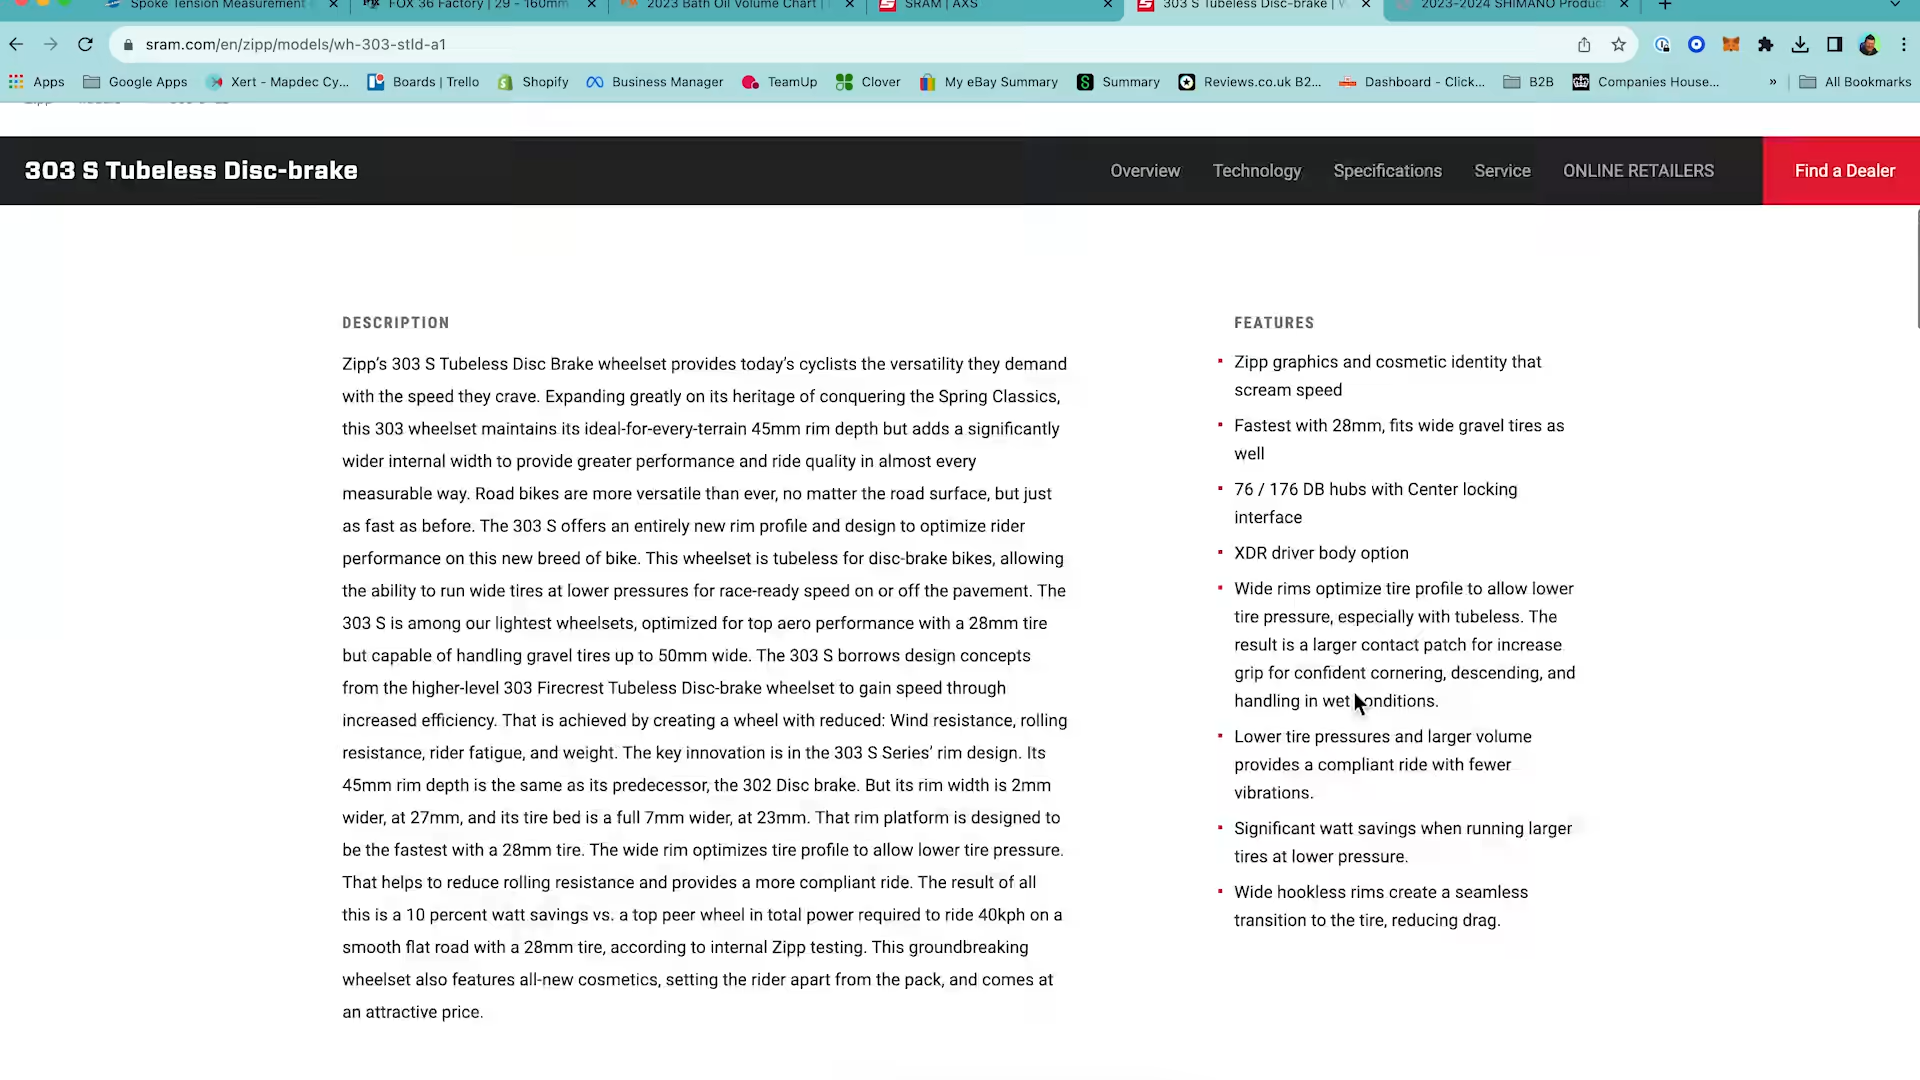 Spoke Tension Measurement
FOX 36 Factory | 29 - 160mm
2023 Bath Oil Volume Chart |
SRAM | AXS
303 S Tubeless Disc-brake |
2023-2024 SHIMANO Produc
sram.com/en/zipp/models/wh-303-stld-a1
Apps
Google Apps
Xert - Mapdec Cy...
Boards | Trello
Shopify
Business Manager
TeamUp
Clover
My eBay Summary
Summary
Reviews.co.uk B2...
Dashboard - Click...
B2B
Companies House...
»
All Bookmarks
303 S Tubeless Disc-brake
Overview
Technology
Specifications
Service
ONLINE RETAILERS
Find a Dealer
DESCRIPTION
Zipp’s 303 S Tubeless Disc Brake wheelset provides today’s cyclists the versatility they demand
with the speed they crave. Expanding greatly on its heritage of conquering the Spring Classics,
this 303 wheelset maintains its ideal-for-every-terrain 45mm rim depth but adds a significantly
wider internal width to provide greater performance and ride quality in almost every
measurable way. Road bikes are more versatile than ever, no matter the road surface, but just
as fast as before. The 303 S offers an entirely new rim profile and design to optimize rider
performance on this new breed of bike. This wheelset is tubeless for disc-brake bikes, allowing
the ability to run wide tires at lower pressures for race-ready speed on or off the pavement. The
303 S is among our lightest wheelsets, optimized for top aero performance with a 28mm tire
but capable of handling gravel tires up to 50mm wide. The 303 S borrows design concepts
from the higher-level 303 Firecrest Tubeless Disc-brake wheelset to gain speed through
increased efficiency. That is achieved by creating a wheel with reduced: Wind resistance, rolling
resistance, rider fatigue, and weight. The key innovation is in the 303 S Series’ rim design. Its
45mm rim depth is the same as its predecessor, the 302 Disc brake. But its rim width is 2mm
wider, at 27mm, and its tire bed is a full 7mm wider, at 23mm. That rim platform is designed to
be the fastest with a 28mm tire. The wide rim optimizes tire profile to allow lower tire pressure.
That helps to reduce rolling resistance and provides a more compliant ride. The result of all
this is a 10 percent watt savings vs. a top peer wheel in total power required to ride 40kph on a
smooth flat road with a 28mm tire, according to internal Zipp testing. This groundbreaking
wheelset also features all-new cosmetics, setting the rider apart from the pack, and comes at
an attractive price.
FEATURES
Zipp graphics and cosmetic identity that
scream speed
Fastest with 28mm, fits wide gravel tires as
well
76 / 176 DB hubs with Center locking
interface
XDR driver body option
Wide rims optimize tire profile to allow lower
tire pressure, especially with tubeless. The
result is a larger contact patch for increase
grip for confident cornering, descending, and
handling in wet conditions.
Lower tire pressures and larger volume
provides a compliant ride with fewer
vibrations.
Significant watt savings when running larger
tires at lower pressure.
Wide hookless rims create a seamless
transition to the tire, reducing drag.